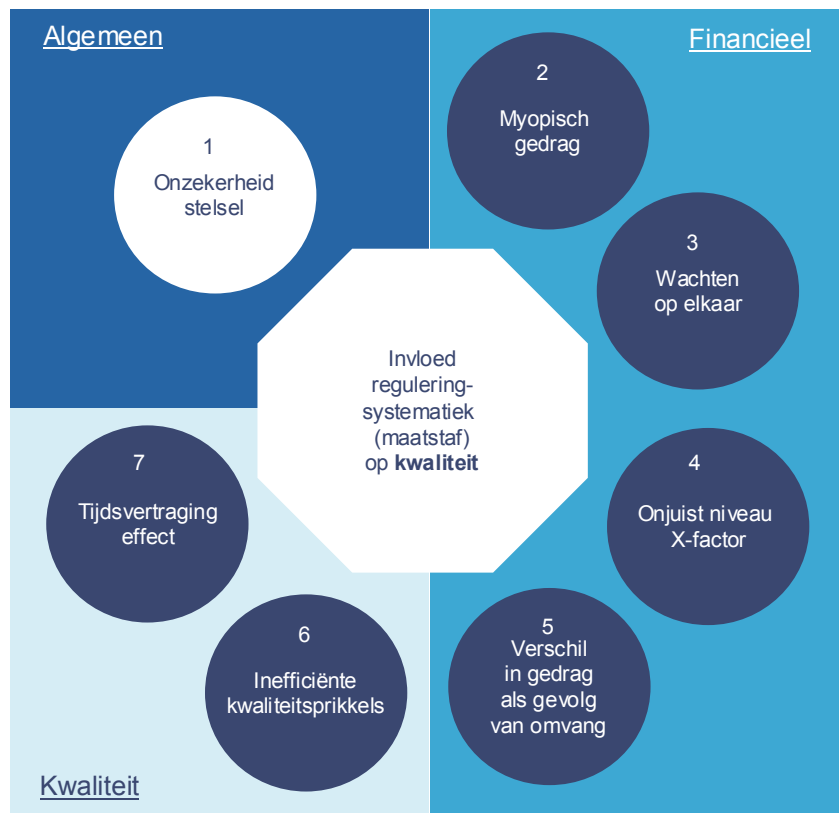 Algemeen
Financieel
1
Onzekerheid
stelsel
2
Myopisch
gedrag
3
Wachten
op elkaar
Invloed
regulering-
systematiek
(maatstaf)
op kwaliteit
4
Onjuist niveau
X-factor
5
Verschil
in gedrag
als gevolg
van omvang
6
Inefficiënte
kwaliteitsprikkels
7
Tijdsvertraging
effect
Kwaliteit